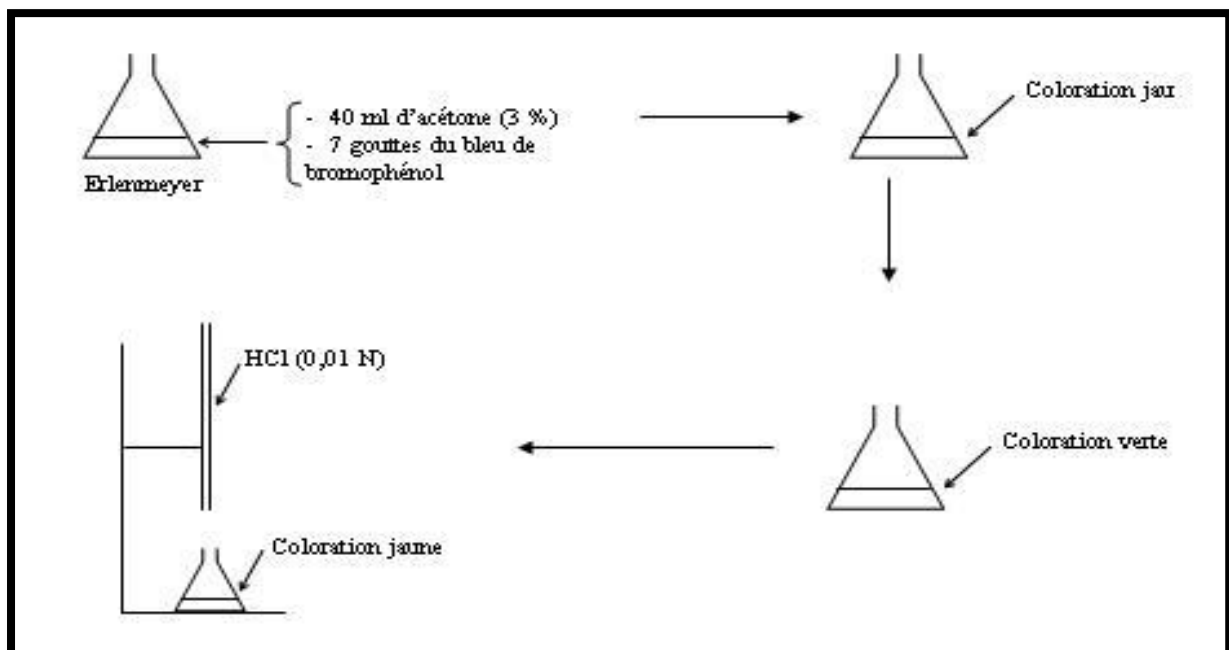 - 40 ml d'acétone (3 %)
- 7 gouttes du bleu de
bromophénol
Erlenmeyer
Coloration jau
Coloration verte
HCl (0,01 N)
Coloration jaune